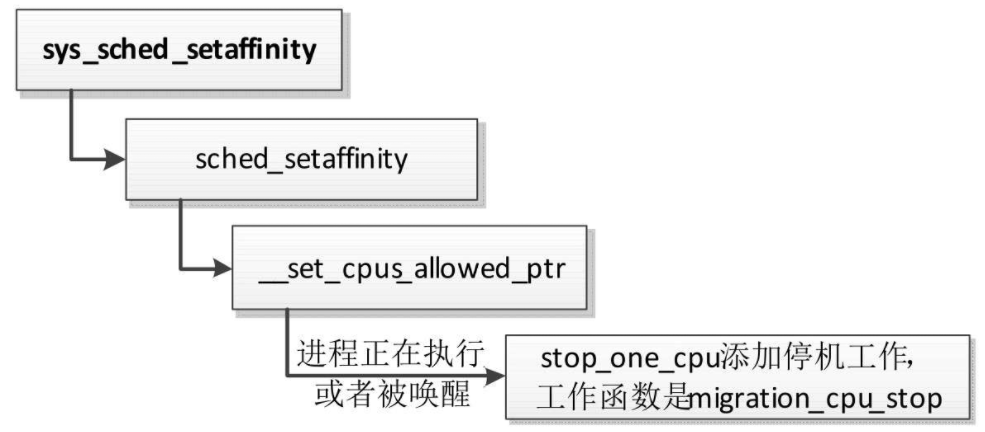 sys_sched_setaffinity
sched_setaffinity
__set_cpus_allowed_ptr
进程正在执行
或者被唤醒
stop_one_cpu添加停机工作,
工作函数是migration_cpu_stop